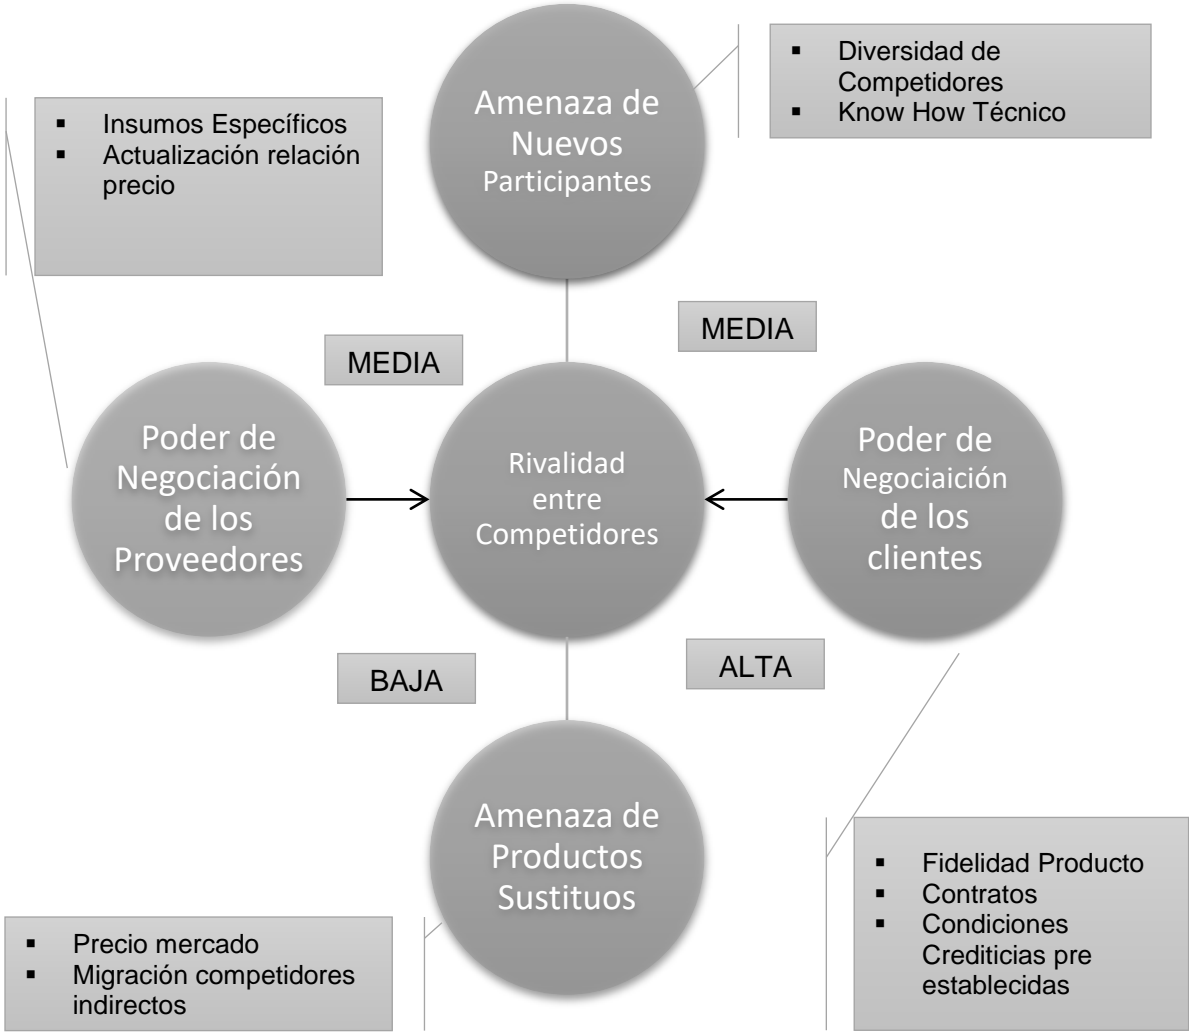 Amenaza de
Nuevos
Participantes
▪ Diversidad de
Competidores
▪ Know How Técnico
▪ Insumos Específicos
▪ Actualización relación
precio
MEDIA
MEDIA
Poder de
Negociación
de los
Proveedores
Rivalidad
entre
Competidores
Poder de
Negociaición
de los
clientes
BAJA
ALTA
Amenaza de
Productos
Sustituos
▪ Precio mercado
▪ Migración competidores
indirectos
▪ Fidelidad Producto
▪ Contratos
▪ Condiciones
Crediticias pre
establecidas